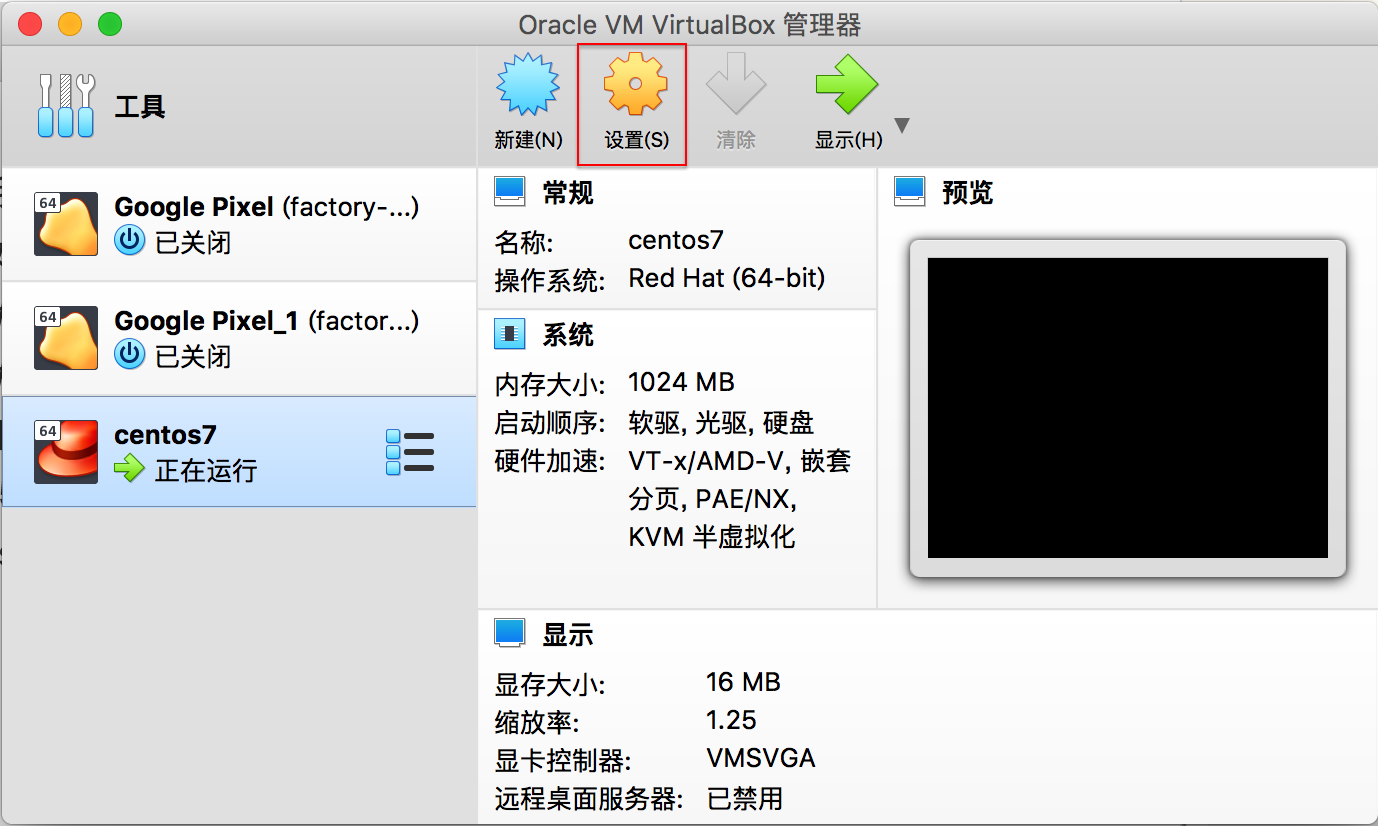 Oracle VM VirtualBox 管理器
工具
新建(N)
设置(S)
清除
显示(H)
64
Google Pixel (factory-...)
已关闭
64
Google Pixel_1 (factor...)
已关闭
64
centos7
正在运行
常规
名称: centos7
操作系统: Red Hat (64-bit)
系统
内存大小: 1024 MB
启动顺序: 软驱, 光驱, 硬盘
硬件加速: VT-x/AMD-V, 嵌套
分页, PAE/NX,
KVM 半虚拟化
预览
显示
显存大小: 16 MB
缩放率: 1.25
显卡控制器: VMSVGA
远程桌面服务器: 已禁用